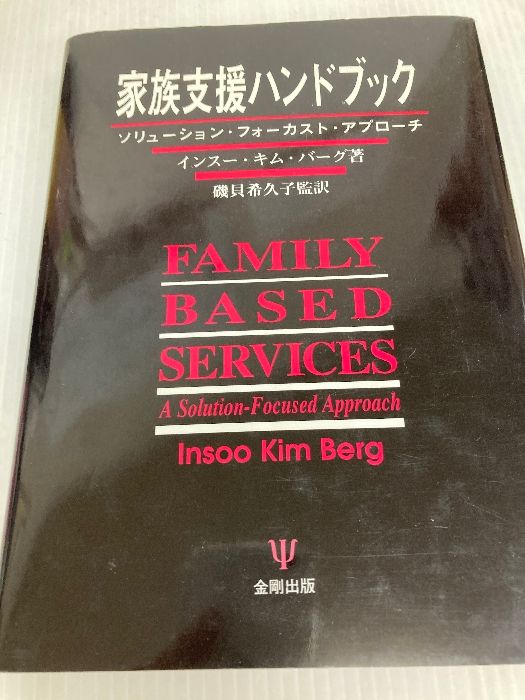 家族支援ハンドブック
ソリューション・フォーカスト・アプローチ
インスー・キム・バーグ著
磯貝希久子監訳
FAMILY
BASED
SERVICES
A Solution-Focused Approach
Insoo Kim Berg
Ψ
金剛出版